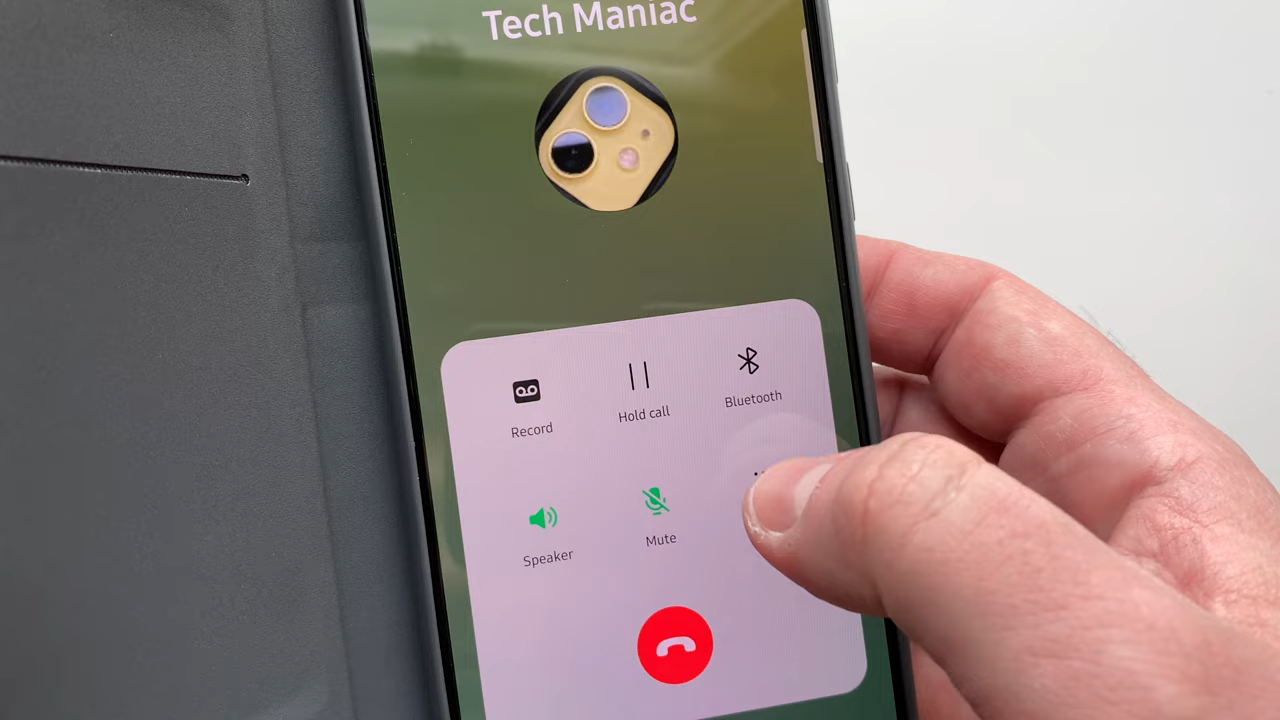 Tech Maniac
Record
Hold call
Bluetooth
Speaker
Mute